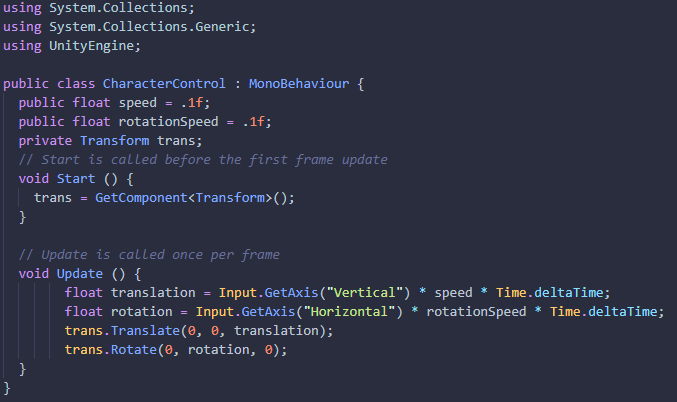 using System.Collections;
using System.Collections.Generic;
using UnityEngine;

public class CharacterControl : MonoBehaviour {
  public float speed = .1f;
  public float rotationSpeed = .1f;
  private Transform trans;
  // Start is called before the first frame update
  void Start () {
    trans = GetComponent<Transform>();
  }

  // Update is called once per frame
  void Update () {
        float translation = Input.GetAxis("Vertical") * speed * Time.deltaTime;
        float rotation = Input.GetAxis("Horizontal") * rotationSpeed * Time.deltaTime;
        trans.Translate(0, 0, translation);
        trans.Rotate(0, rotation, 0);
  }
}